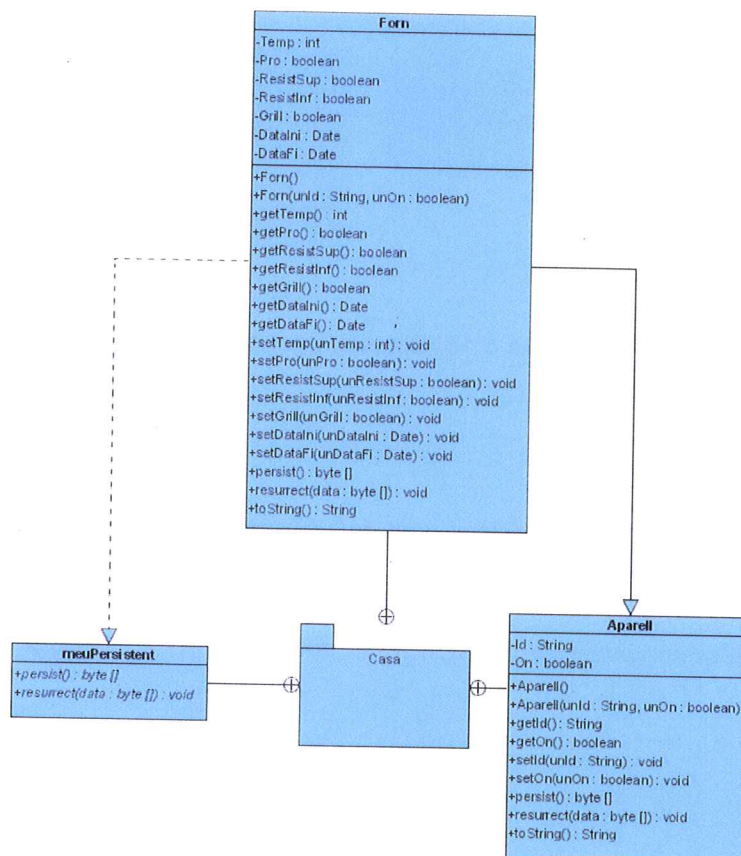 Forn
-Temp : int
-Pro : boolean
-ResistSup : boolean
-ResistInf : boolean
-Grill : boolean
-DataIni : Date
-DataFi : Date
+Forn()
+Forn(unId : String, unOn : boolean)
+getTemp() : int
+getPro() : boolean
+getResistSup() : boolean
+getResistInf() : boolean
+getGrill() : boolean
+getDataIni() : Date
+getDataFi() : Date
+setTemp(unTemp : int) : void
+setPro(unPro : boolean) : void
+setResistSup(unResistSup : boolean) : void
+setResistInf(unResistInf : boolean) : void
+setGrill(unGrill : boolean) : void
+setDataIni(unDataIni : Date) : void
+setDataFi(unDataFi : Date) : void
+persist() : byte []
+resurrect(data : byte []) : void
+toString() : String
meuPersistent
+persist() : byte []
+resurrect(data : byte []) : void
Casa
Aparell
-Id : String
-On : boolean
+Aparell()
+Aparell(unId : String, unOn : boolean)
+getId() : String
+getOn() : boolean
+setId(unId : String) : void
+setOn(unOn : boolean) : void
+persist() : byte []
+resurrect(data : byte []) : void
+toString() : String